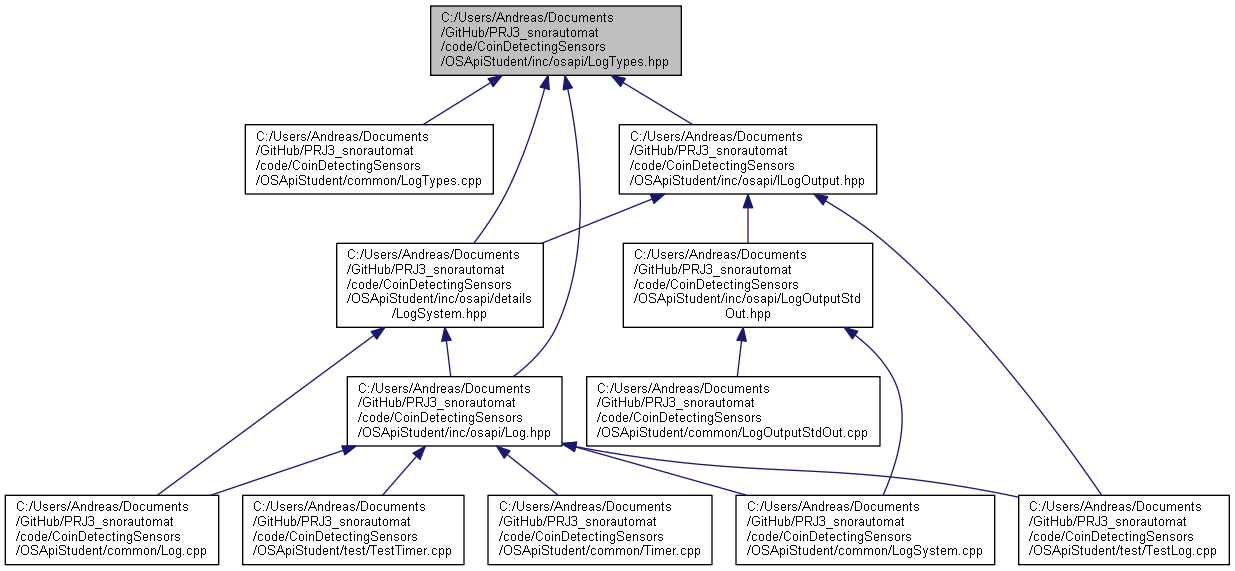 C:/Users/Andreas/Documents
/GitHub/PRJ3_snorautomat
/code/CoinDetectingSensors
/OSApiStudent/inc/osapi/LogTypes.hpp
C:/Users/Andreas/Documents
/GitHub/PRJ3_snorautomat
/code/CoinDetectingSensors
/OSApiStudent/common/LogTypes.cpp
C:/Users/Andreas/Documents
/GitHub/PRJ3_snorautomat
/code/CoinDetectingSensors
/OSApiStudent/inc/osapi/ILogOutput.hpp
C:/Users/Andreas/Documents
/GitHub/PRJ3_snorautomat
/code/CoinDetectingSensors
/OSApiStudent/inc/osapi/details
/LogSystem.hpp
C:/Users/Andreas/Documents
/GitHub/PRJ3_snorautomat
/code/CoinDetectingSensors
/OSApiStudent/inc/osapi/LogOutputStd
Out.hpp
C:/Users/Andreas/Documents
/GitHub/PRJ3_snorautomat
/code/CoinDetectingSensors
/OSApiStudent/inc/osapi/Log.hpp
C:/Users/Andreas/Documents
/GitHub/PRJ3_snorautomat
/code/CoinDetectingSensors
/OSApiStudent/common/LogOutputStdOut.cpp
C:/Users/Andreas/Documents
/GitHub/PRJ3_snorautomat
/code/CoinDetectingSensors
/OSApiStudent/common/Log.cpp
C:/Users/Andreas/Documents
/GitHub/PRJ3_snorautomat
/code/CoinDetectingSensors
/OSApiStudent/test/TestTimer.cpp
C:/Users/Andreas/Documents
/GitHub/PRJ3_snorautomat
/code/CoinDetectingSensors
/OSApiStudent/common/Timer.cpp
C:/Users/Andreas/Documents
/GitHub/PRJ3_snorautomat
/code/CoinDetectingSensors
/OSApiStudent/common/LogSystem.cpp
C:/Users/Andreas/Documents
/GitHub/PRJ3_snorautomat
/code/CoinDetectingSensors
/OSApiStudent/test/TestLog.cpp